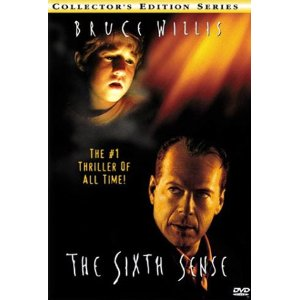 COLLECTOR'S EDITION SERIES
BRUCE WILLIS
THE #1
THRILLER OF
ALL TIME!
THE SIXTH SENSE
DVD